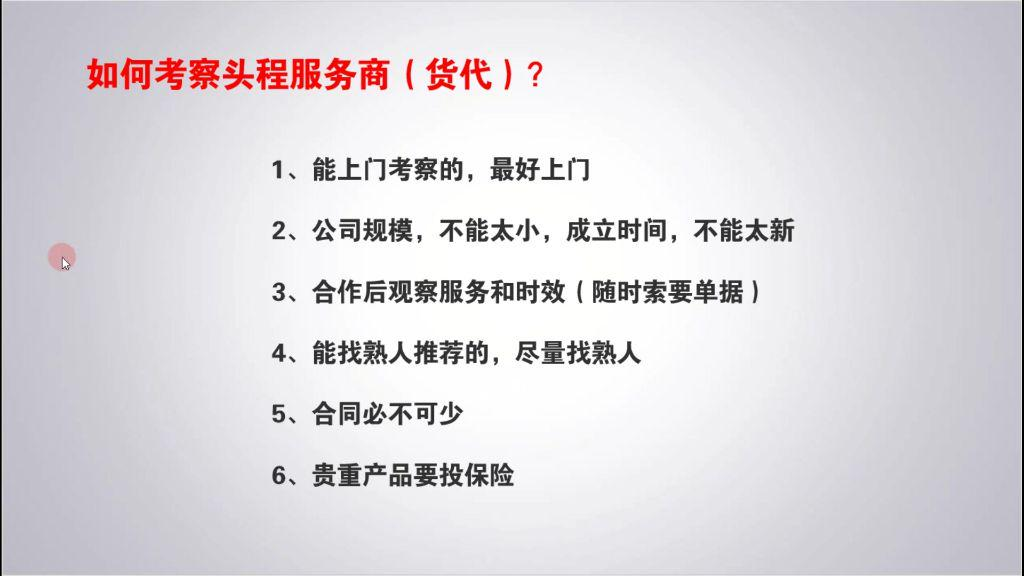 如何考察头程服务商（货代）？
1、能上门考察的，最好上门
2、公司规模，不能太小，成立时间，不能太新
3、合作后观察服务和时效（随时索要单据）
4、能找熟人推荐的，尽量找熟人
5、合同必不可少
6、贵重产品要投保险